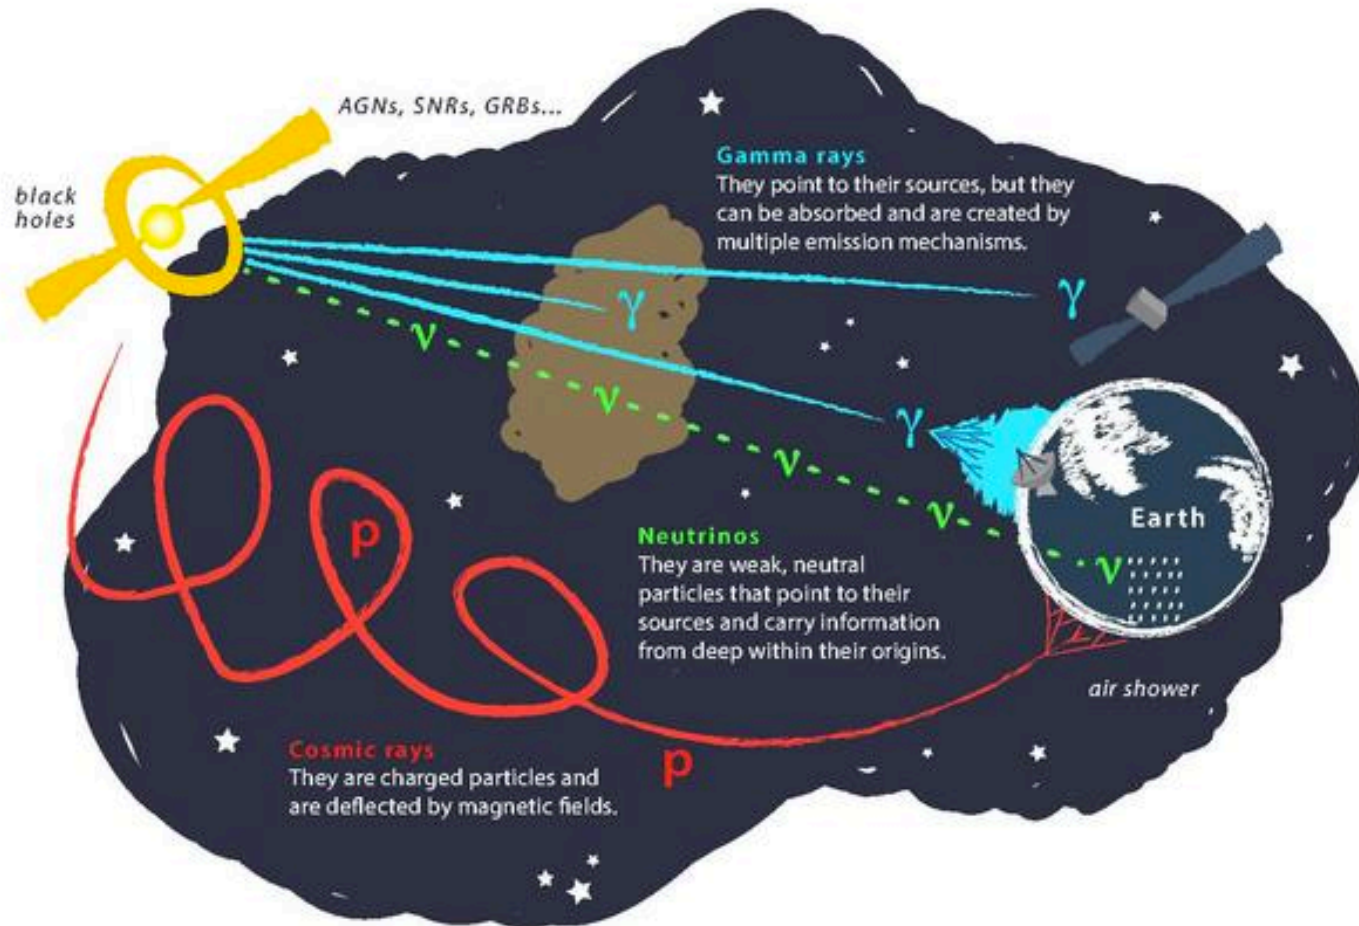 AGNs, SNRs, GRBs...
black
holes
Gamma rays
They point to their sources, but they
can be absorbed and are created by
multiple emission mechanisms.
γ
γ
ν
ν
γ
ν
ν
Earth
ν
p
Neutrinos
They are weak, neutral
particles that point to their
sources and carry information
from deep within their origins.
air shower
Cosmic rays
They are charged particles and
are deflected by magnetic fields.
p